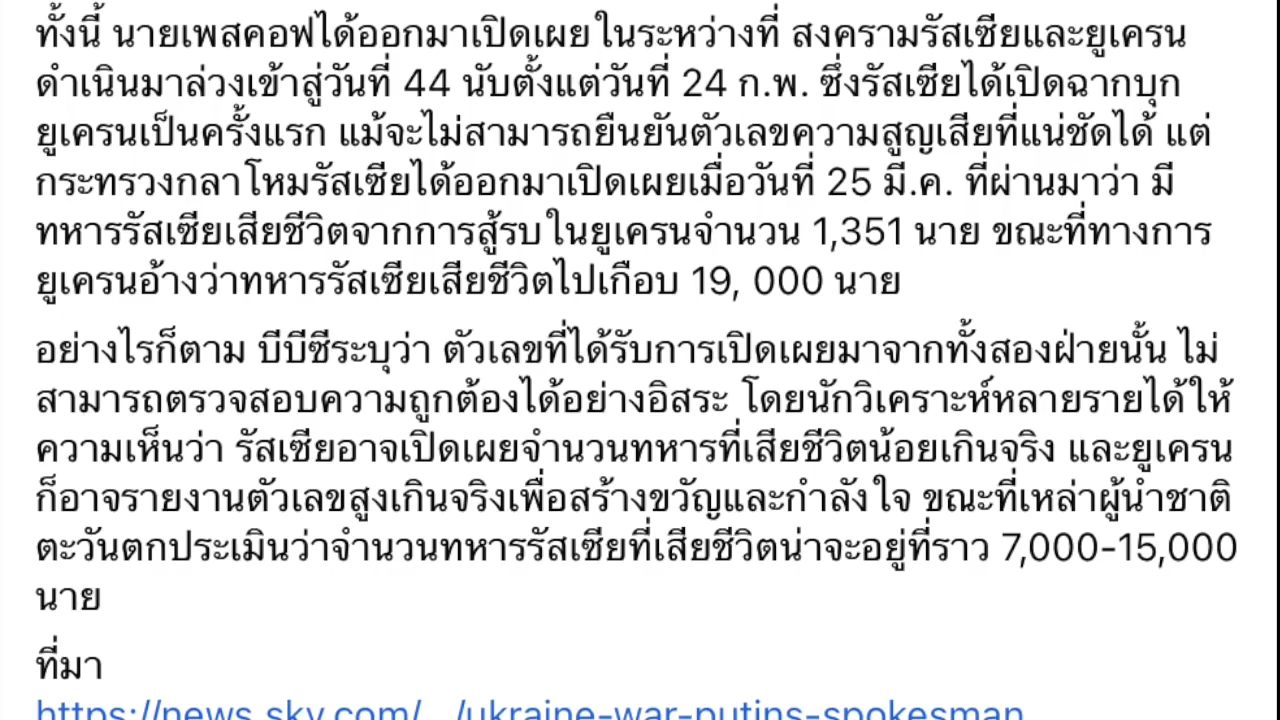 ทั้งนี้ นายเพสคอฟได้ออกมาเปิดเผยในระหว่างที่ สงครามรัสเซียและยูเครน
ดำเนินมาล่วงเข้าสู่วันที่ 44 นับตั้งแต่วันที่ 24 ก.พ. ซึ่งรัสเซียได้เปิดฉากบุก
ยูเครนเป็นครั้งแรก แม้จะไม่สามารถยืนยันตัวเลขความสูญเสียที่แน่ชัดได้ แต่
กระทรวงกลาโหมรัสเซียได้ออกมาเปิดเผยเมื่อวันที่ 25 มี.ค. ที่ผ่านมาว่า มี
ทหารรัสเซียเสียชีวิตจากการสู้รบในยูเครนจำนวน 1,351 นาย ขณะที่ทางการ
ยูเครนอ้างว่าทหารรัสเซียเสียชีวิตไปเกือบ 19, 000 นาย
อย่างไรก็ตาม บีบีซีระบุว่า ตัวเลขที่ได้รับการเปิดเผยมาจากทั้งสองฝ่ายนั้น ไม่
สามารถตรวจสอบความถูกต้องได้อย่างอิสระ โดยนักวิเคราะห์หลายรายได้ให้
ความเห็นว่า รัสเซียอาจเปิดเผยจำนวนทหารที่เสียชีวิตน้อยเกินจริง และยูเครน
ก็อาจรายงานตัวเลขสูงเกินจริงเพื่อสร้างขวัญและกำลังใจ ขณะที่เหล่าผู้นำชาติ
ตะวันตกประเมินว่าจำนวนทหารรัสเซียที่เสียชีวิตน่าจะอยู่ที่ราว 7,000-15,000
นาย
ที่มา
https://news.sky.com/.../ukraine-war-putins-spokesman